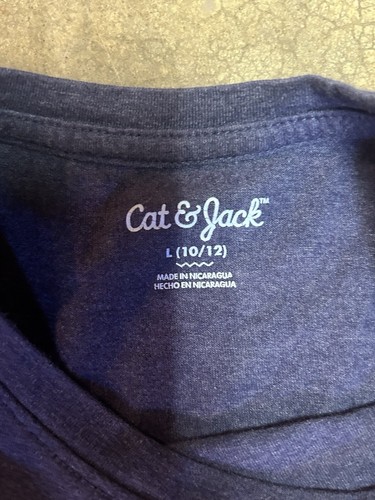 Cat & Jack™
L (10/12)
MADE IN NICARAGUA
HECHO EN NICARAGUA